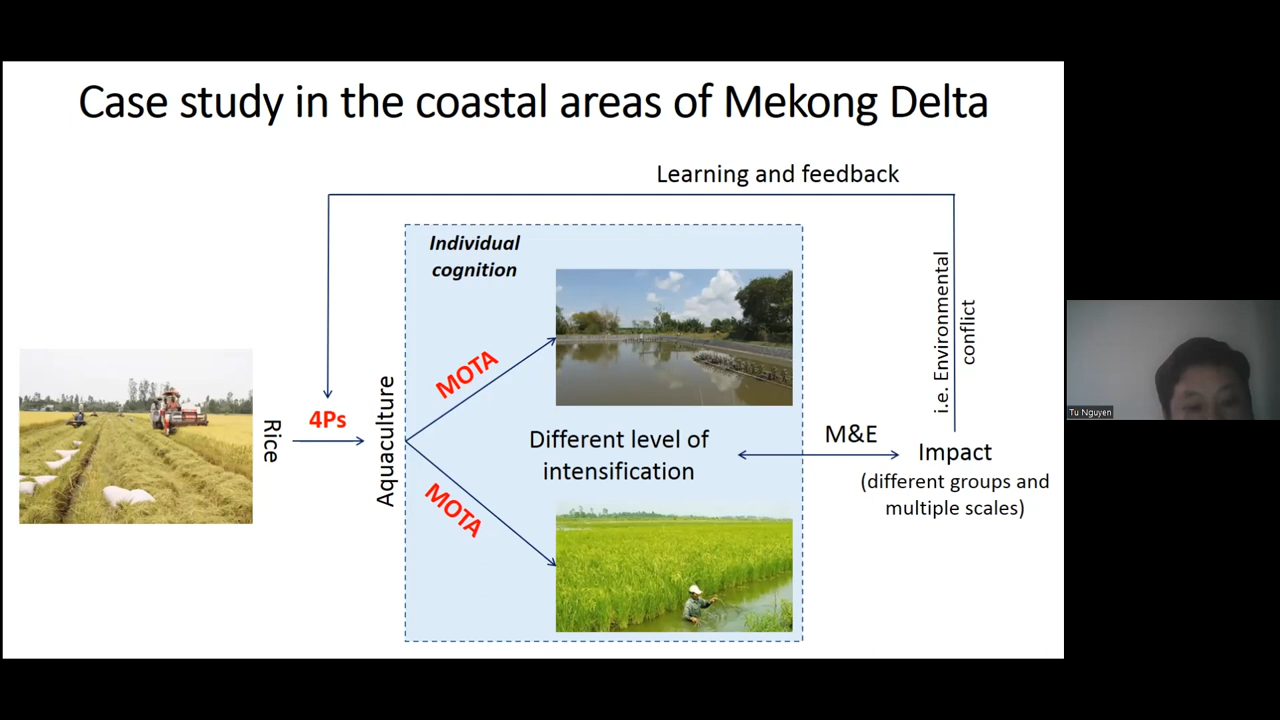 Case study in the coastal areas of Mekong Delta
Learning and feedback
Individual
cognition
MOTA
i.e. Environmental
conflict
4Ps
Rice
Aquaculture
Different level of
intensification
M&E
Impact
(different groups and
multiple scales)
MOTA
Tu Nguyen